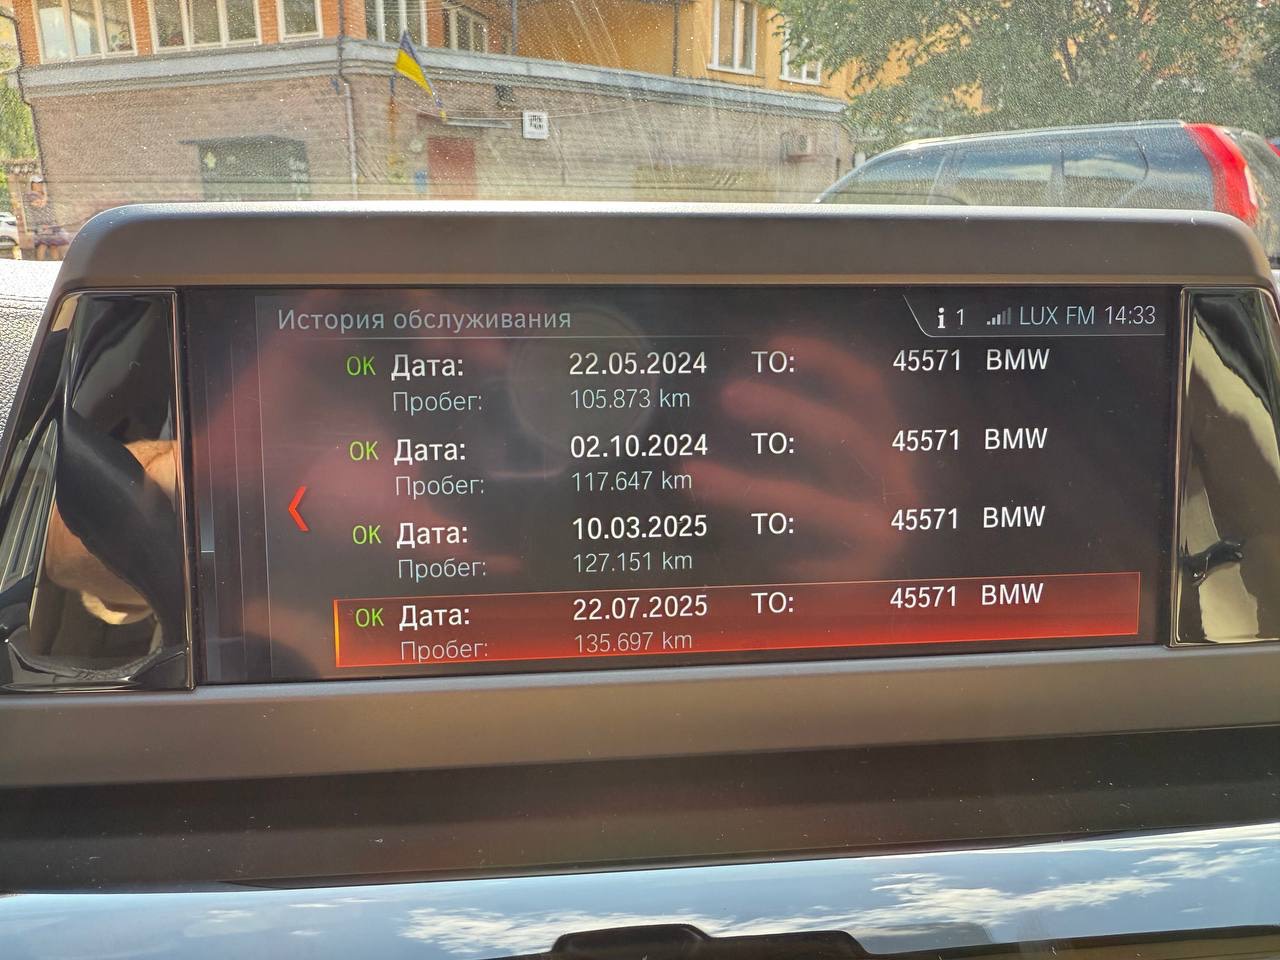 История обслуживания i 1 LUX FM 14:33
OK Дата: 22.05.2024 ТО: 45571 BMW
Пробег: 105.873 km
OK Дата: 02.10.2024 ТО: 45571 BMW
Пробег: 117.647 km
OK Дата: 10.03.2025 ТО: 45571 BMW
Пробег: 127.151 km
OK Дата: 22.07.2025 ТО: 45571 BMW
Пробег: 135.697 km